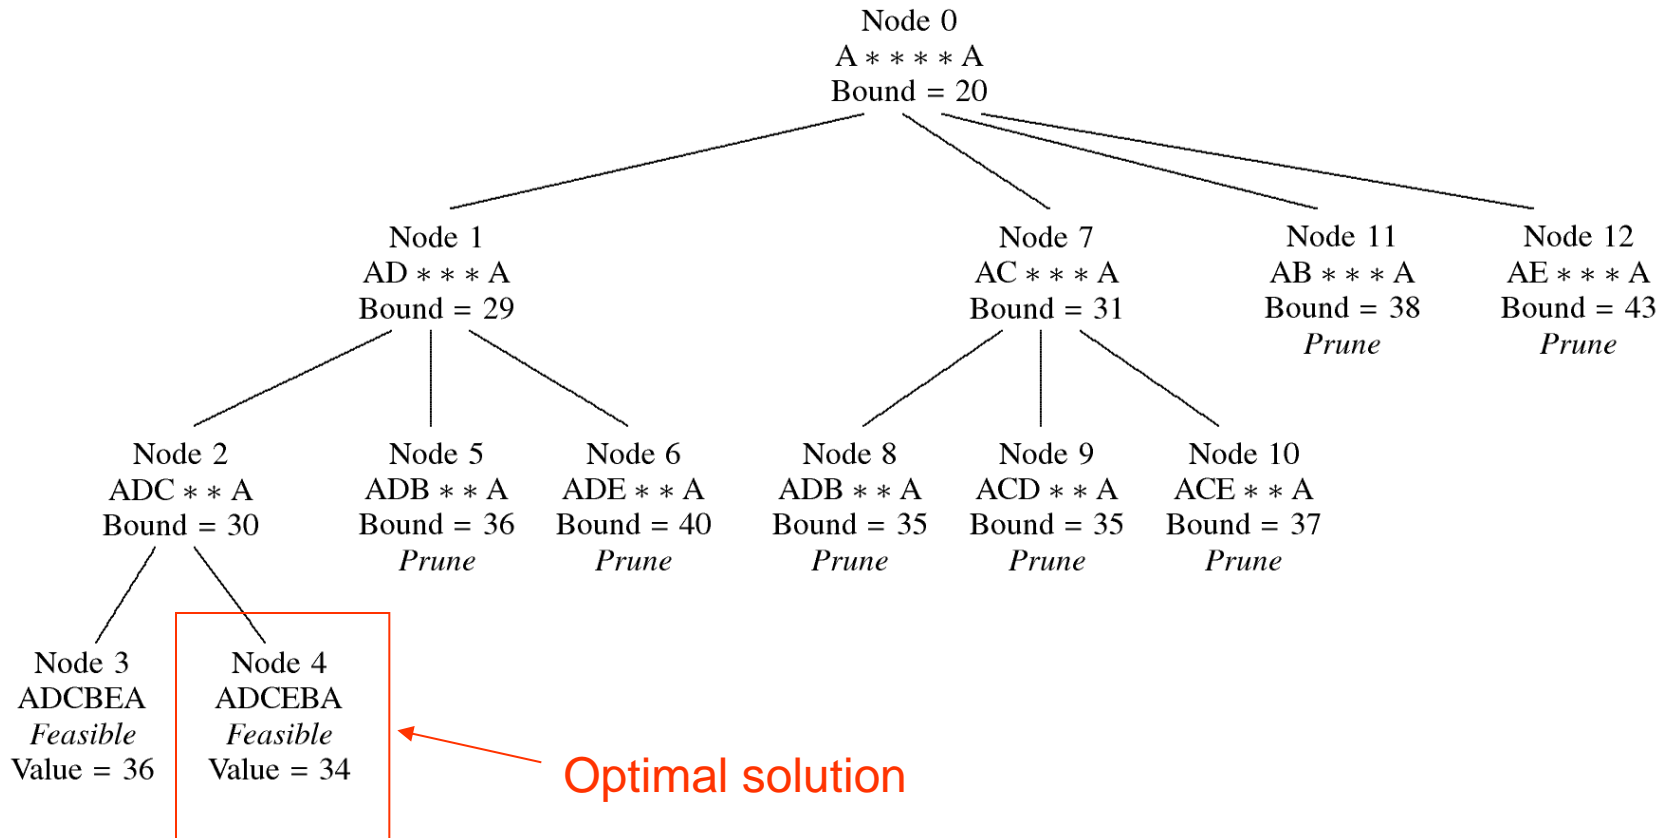 Node 0
A * * * * A
Bound = 20
Node 1
AD * * * A
Bound = 29
Node 7
AC * * * A
Bound = 31
Node 11
AB * * * A
Bound = 38
Prune
Node 12
AE * * * A
Bound = 43
Prune
Node 2
ADC * * A
Bound = 30
Node 5
ADB * * A
Bound = 36
Prune
Node 6
ADE * * A
Bound = 40
Prune
Node 8
ADB * * A
Bound = 35
Prune
Node 9
ACD * * A
Bound = 35
Prune
Node 10
ACE * * A
Bound = 37
Prune
Node 3
ADCBEA
Feasible
Value = 36
Node 4
ADCEBA
Feasible
Value = 34
Optimal solution